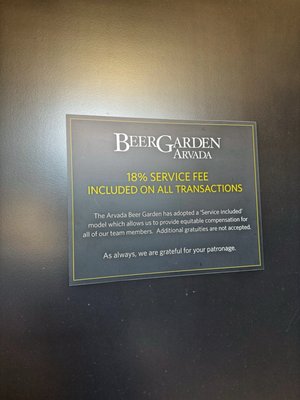 BEERGARDEN
ARVADA
18% SERVICE FEE
INCLUDED ON ALL TRANSACTIONS
The Arvada Beer Garden has adopted a 'Service Included'
model which allows us to provide equitable compensation for
all of our team members. Additional gratuities are not accepted.
As always, we are grateful for your patronage.